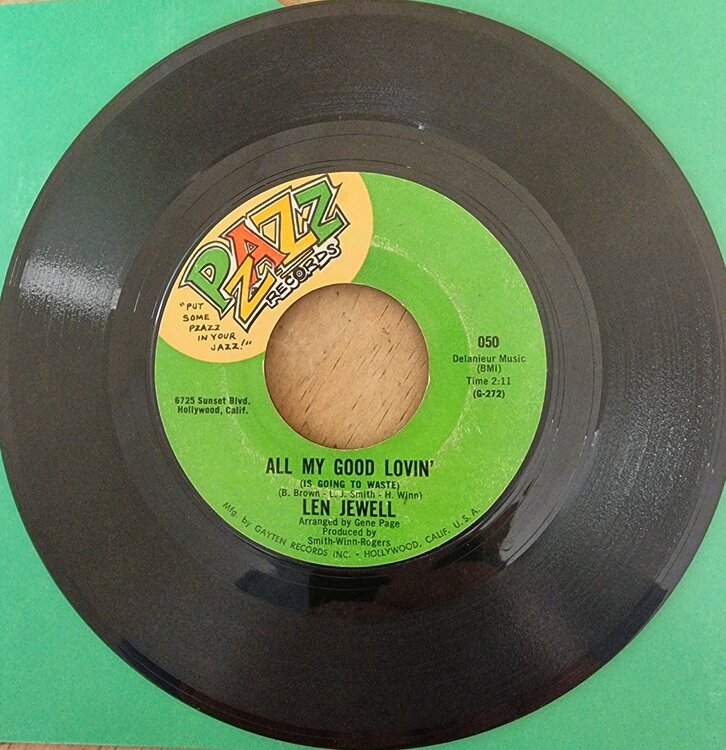 PZAZZ
RECORDS
"PUT
SOME
PZAZZ
IN YOUR
JAZZ!"
6725 Sunset Blvd.
Hollywood, Calif.
050
Delanieur Music
(BMI)
Time 2:11
(G-272)
ALL MY GOOD LOVIN'
(IS GOING TO WASTE)
(B. Brown - L. J. Smith - H. Winn)
LEN JEWELL
Arranged by Gene Page
Produced by
Smith-Winn-Rogers
Mfg. by GAYTEN RECORDS INC. • HOLLYWOOD, CALIF. U.S.A.